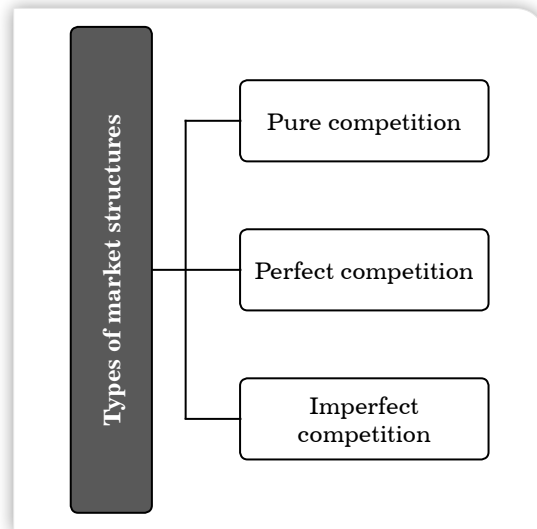 Types of market structures
Pure competition
Perfect competition
Imperfect
competition